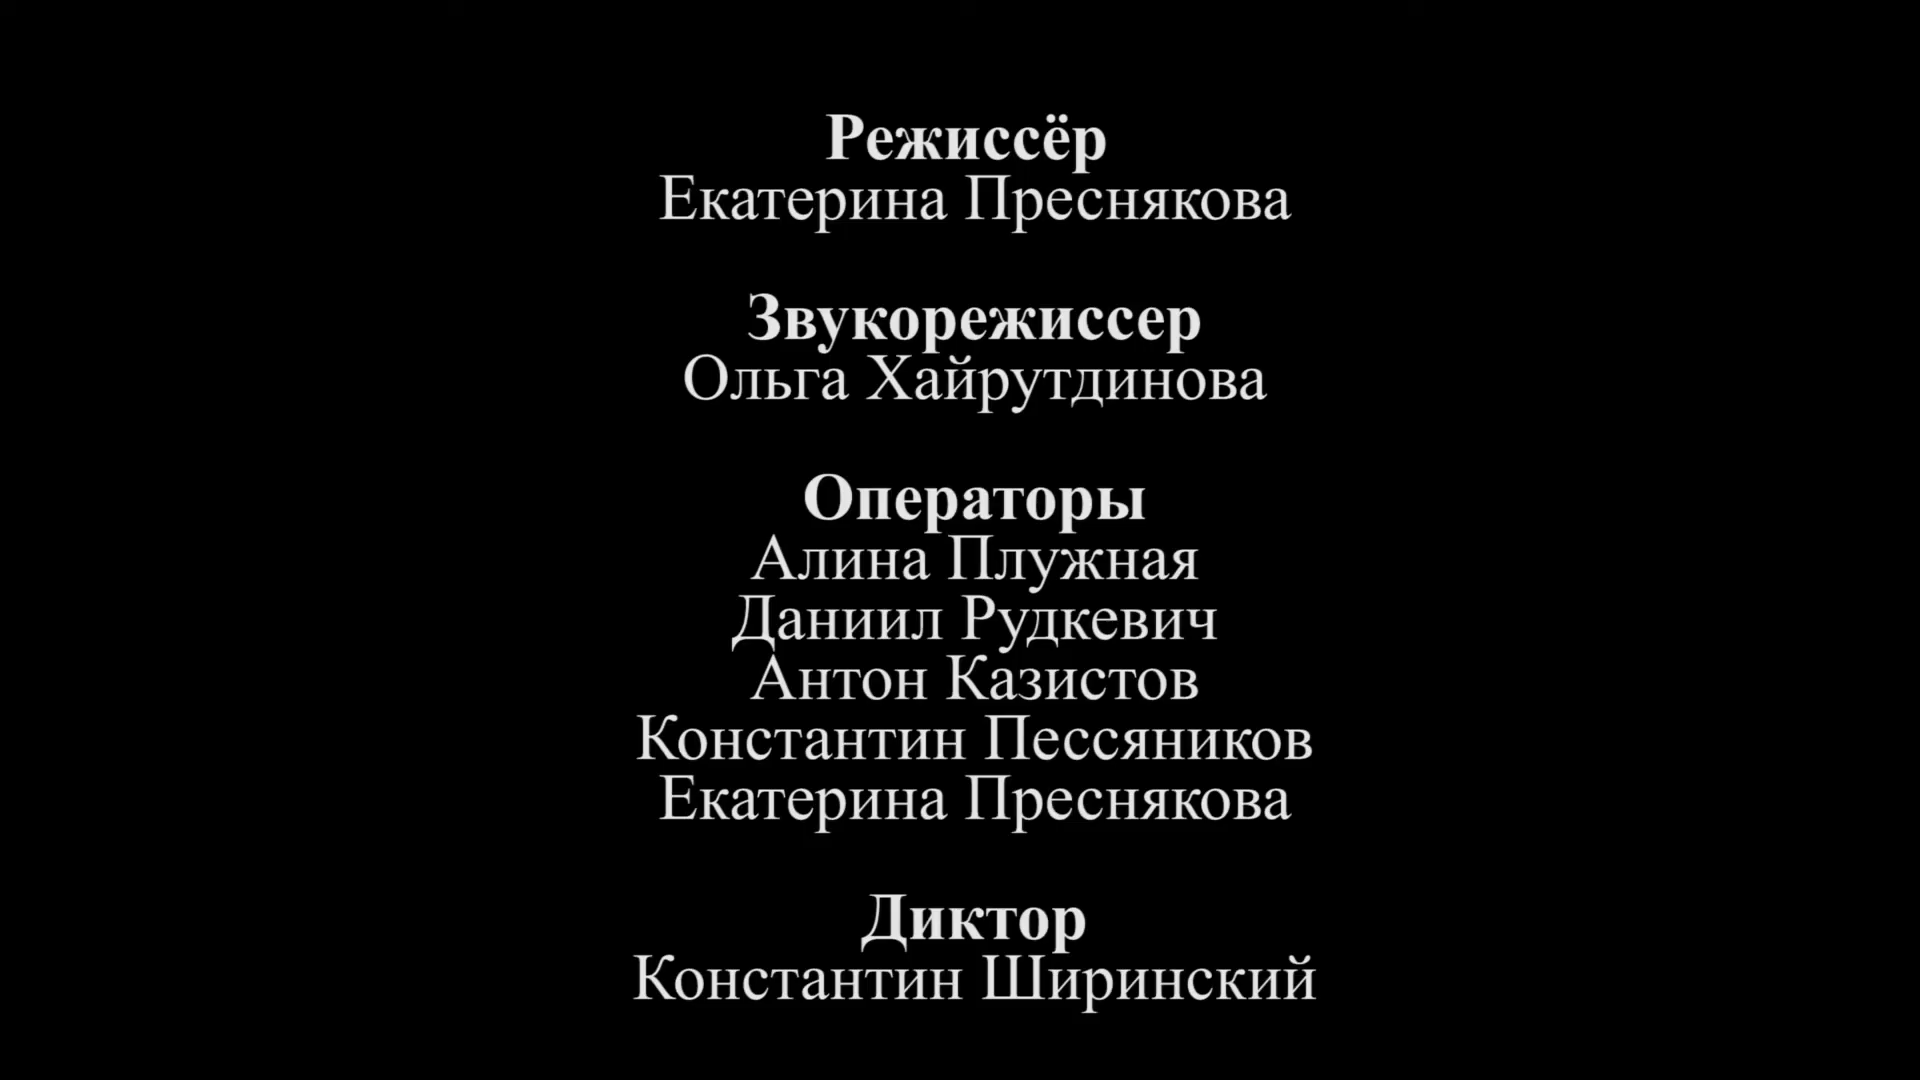 Режиссёр
Екатерина Преснякова
Звукорежиссер
Ольга Хайрутдинова
Операторы
Алина Плужная
Даниил Рудкевич
Антон Казистов
Константин Пессяников
Екатерина Преснякова
Диктор
Константин Ширинский